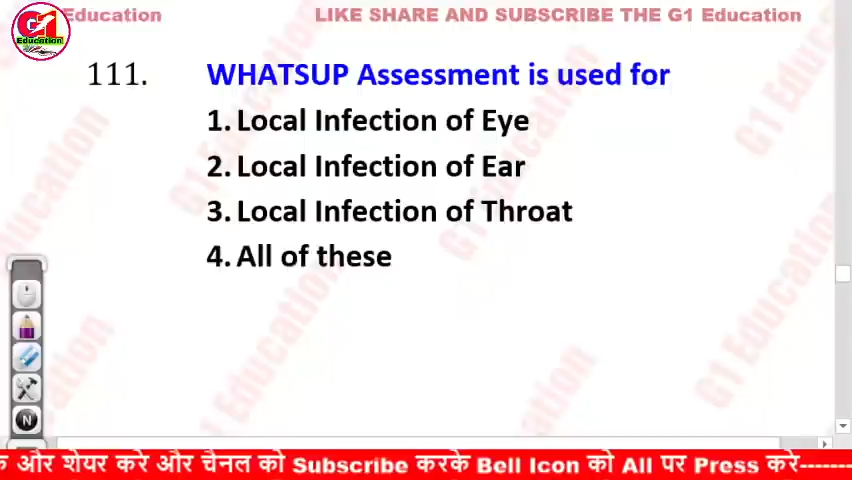 G1
Education
Education
LIKE SHARE AND SUBSCRIBE THE G1 Education
111. WHATSUP Assessment is used for
1. Local Infection of Eye
2. Local Infection of Ear
3. Local Infection of Throat
4. All of these
N
और शेयर करे और चैनल को Subscribe करके Bell Icon को All पर Press करे-------